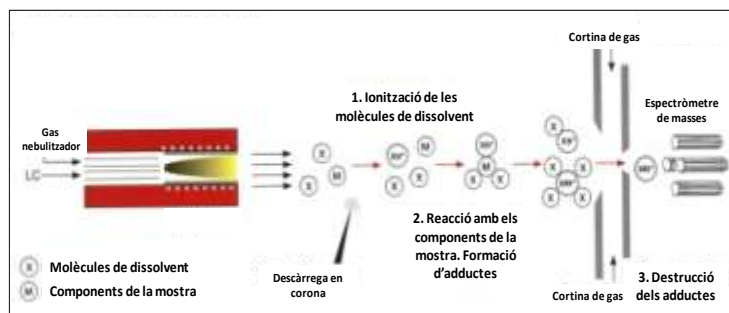 Cortina de gas
Gas
nebulitzador
LC
1. Ionització de les
molècules de dissolvent
Espectròmetre
de masses
X
M
X
M
X
X
M
X
X
X
X
X
X
X
2. Reacció amb els
components de la
mostra. Formació
d'adductes
Descàrrega en
corona
X Molècules de dissolvent
M Components de la mostra
Cortina de gas
3. Destrucció
dels adductes